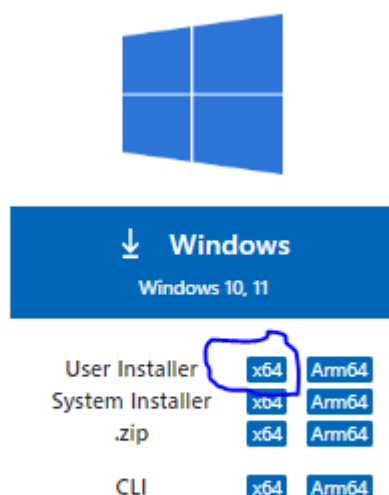 Windows
Windows 10, 11
User Installer x64 Arm64
System Installer x64 Arm64
.zip x64 Arm64
CLI x64 Arm64